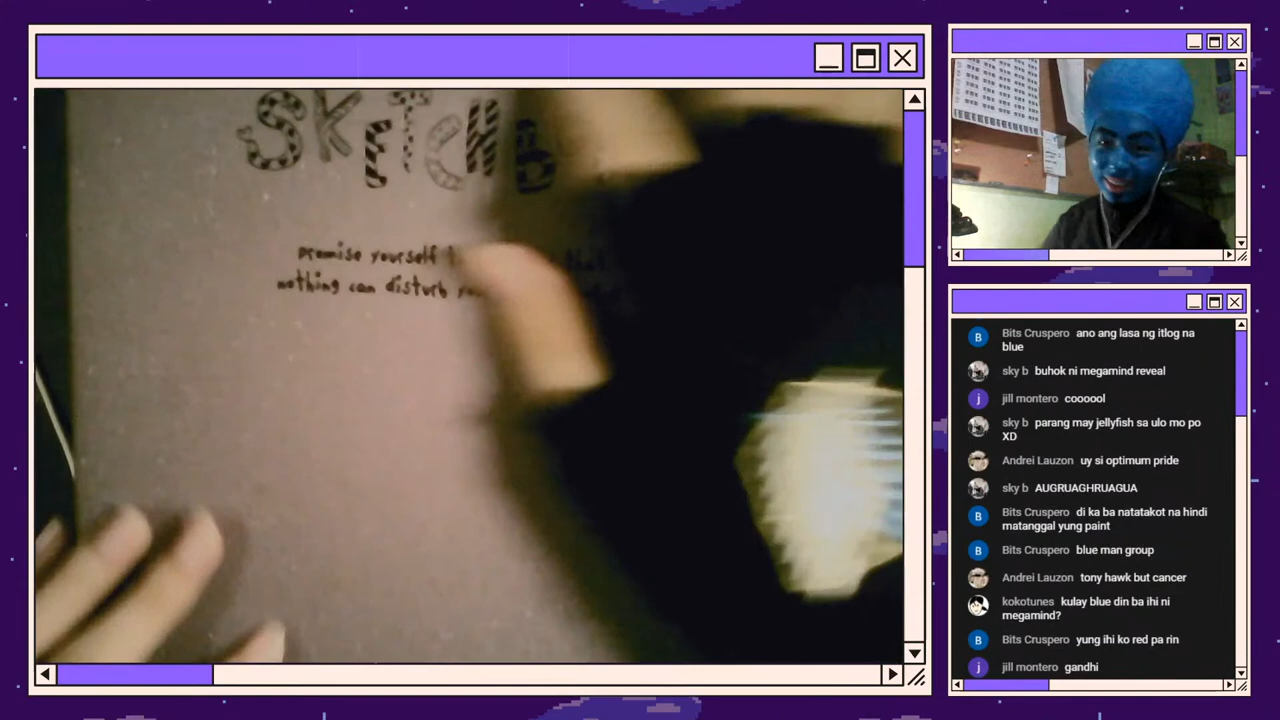 SKETCH
promise yourself
nothing can disturb
Bits Cruspero ano ang lasa ng itlog na
blue
sky b buhok ni megamind reveal
jill montero coooool
sky b parang may jellyfish sa ulo mo po
XD
Andrei Lauzon uy si optimum pride
sky b AUGRUAGHRUAGUA
Bits Cruspero di ka ba natatakot na hindi
matanggal yung paint
Bits Cruspero blue man group
Andrei Lauzon tony hawk but cancer
kokotunes kulay blue din ba ihi ni
megamind?
Bits Cruspero yung ihi ko red pa rin
jill montero gandhi